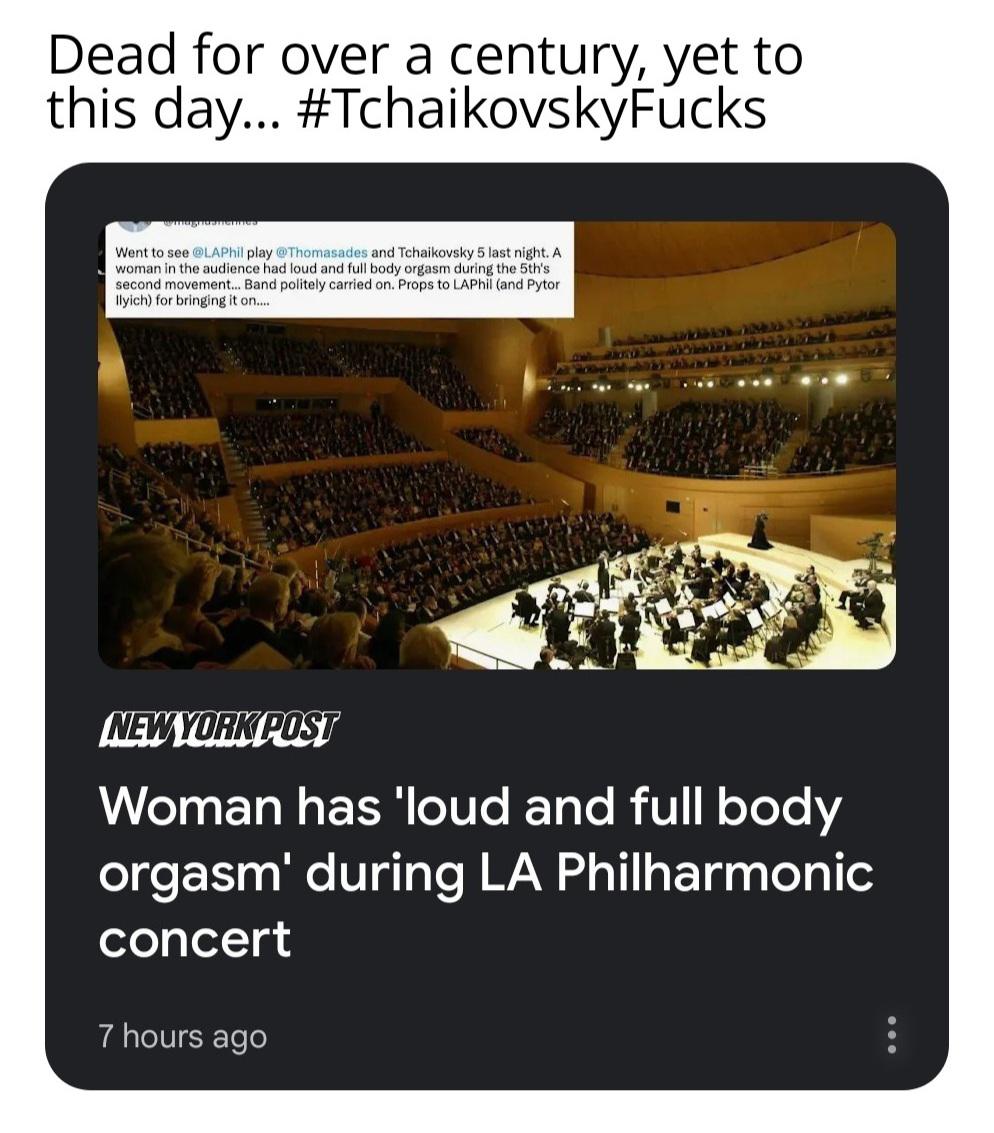 Dead for over a century, yet to
this day... #TchaikovskyFucks
Went to see @LAPhil play @Thomasades and Tchaikovsky 5 last night. A
woman in the audience had loud and full body orgasm during the 5th's
second movement... Band politely carried on. Props to LAPhil (and Pytor
Ilyich) for bringing it on....
NEW YORK POST
Woman has 'loud and full body
orgasm' during LA Philharmonic
concert
7 hours ago